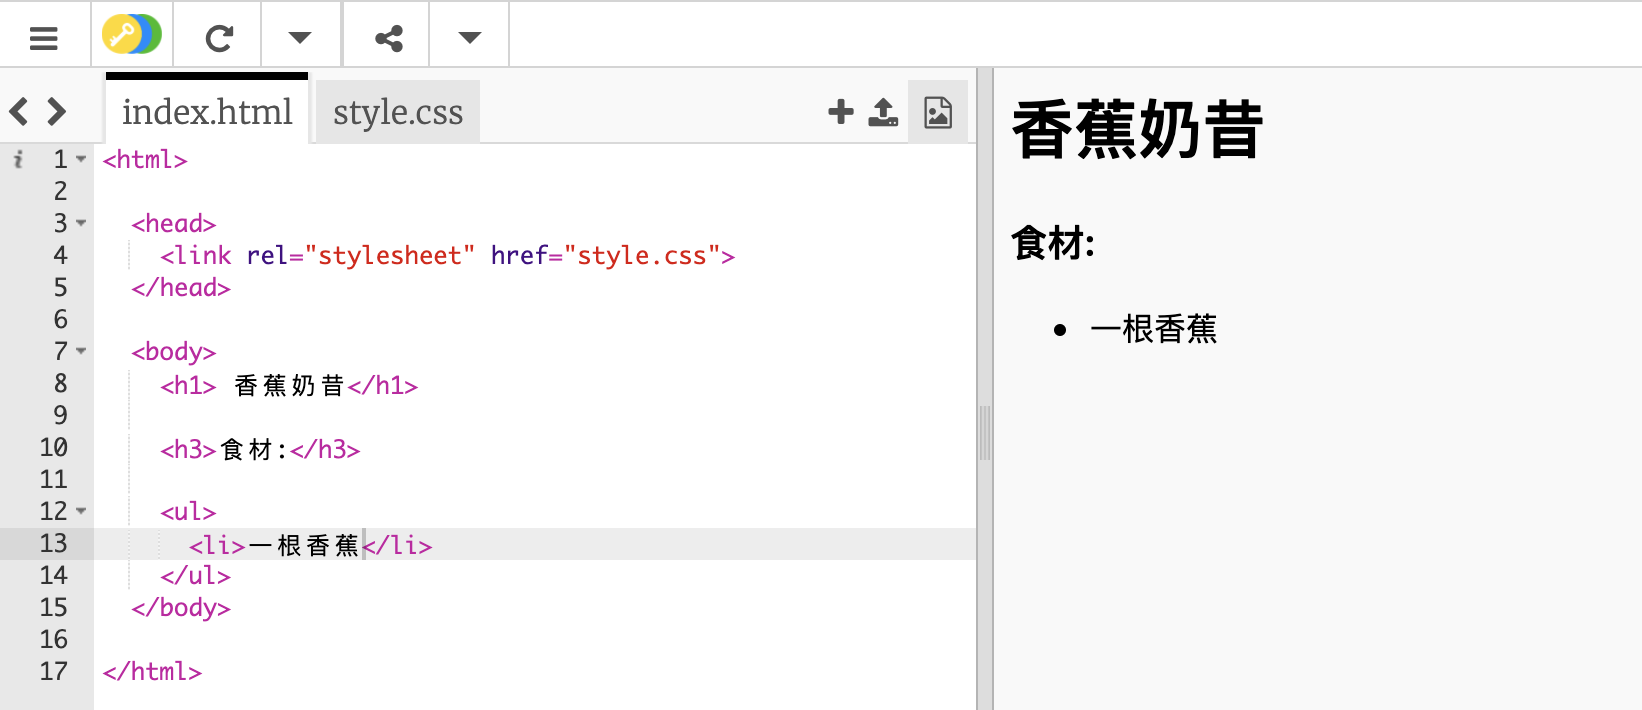 index.html style.css
i 1 <html>
2
3 <head>
4 <link rel="stylesheet" href="style.css">
5 </head>
6
7 <body>
8 <h1> 香蕉奶昔</h1>
9
10 <h3>食材:</h3>
11
12 <ul>
13 <li>一根香蕉</li>
14 </ul>
15 </body>
16
17 </html>
香蕉奶昔
食材:
• 一根香蕉